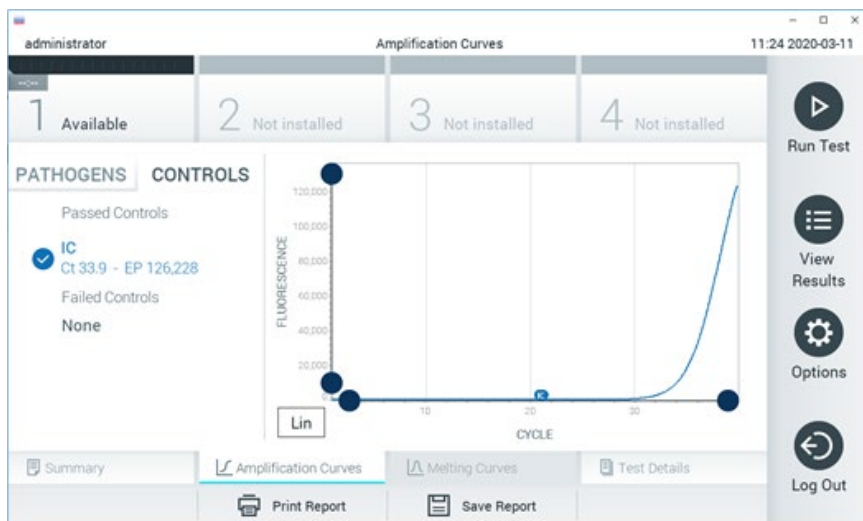 administrator
Amplification Curves
11:24 2020-03-11
--:--
1 Available
2 Not installed
3 Not installed
4 Not installed
Run Test
View
Results
Options
Log Out
PATHOGENS
CONTROLS
Passed Controls
IC
Ct 33.9 - EP 126,228
Failed Controls
None
FLUORESCENCE
120,000
100,000
80,000
60,000
40,000
20,000
0
IC
10
20
30
CYCLE
Lin
Summary
Amplification Curves
Melting Curves
Test Details
Print Report
Save Report